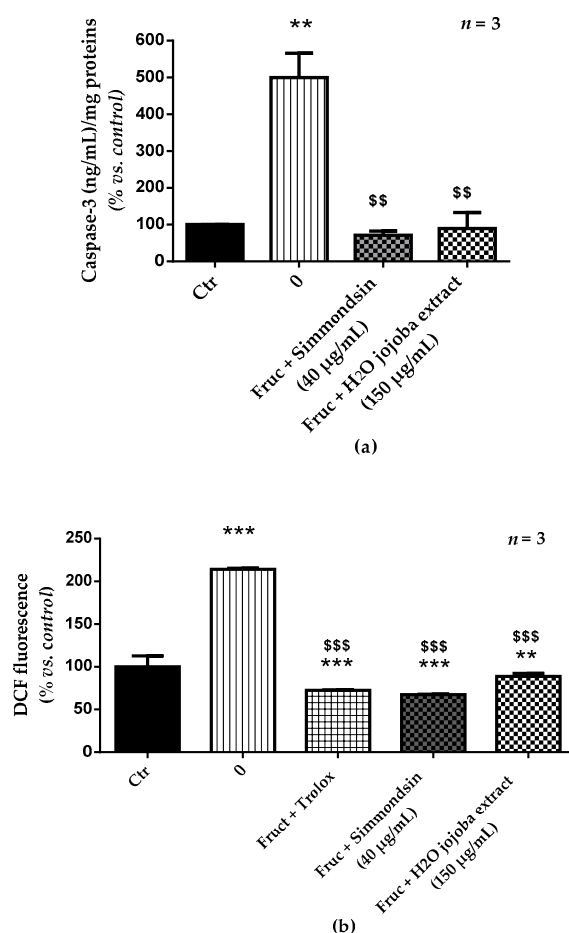 **
n = 3
600
500
400
300
200
100
0
Caspase-3 (ng/mL)/mg proteins
(% vs. control)
$$
$$
Ctr
0
Fruc + Simmondsin
(40 µg/mL)
Fruc + H2O jojoba extract
(150 µg/mL)
(a)
***
n = 3
250
200
150
100
50
0
DCF fluorescence
(% vs. control)
$$$
***
$$$
***
$$$
**
Ctr
0
Fruct + Trolox
Fruc + Simmondsin
(40 µg/mL)
Fruc + H2O jojoba extract
(150 µg/mL)
(b)